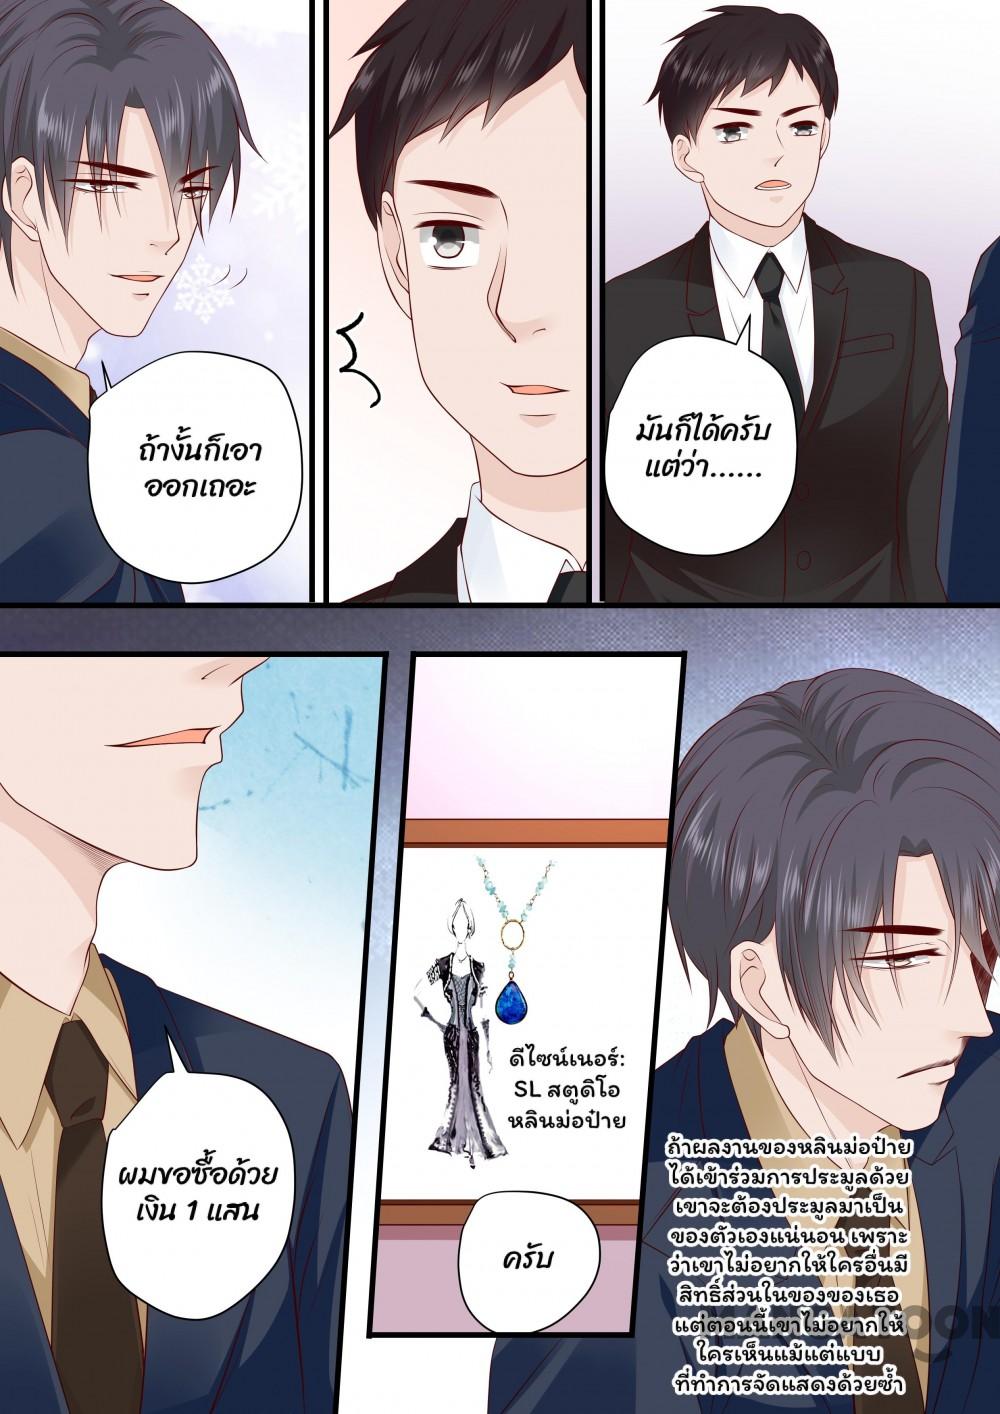 มันก็ได้ครับ
แต่ว่า......
ถ้างั้นก็เอา
ออกเถอะ
ดีไซน์เนอร์:
SL สตูดิโอ
หลินม่อป๋าย
ผมขอซื้อด้วย
เงิน 1 แสน
ครับ
ถ้าผลงานของหลินม่อป๋าย
ได้เข้าร่วมการประมูลด้วย
เขาจะต้องประมูลมาเป็น
ของตัวเองแน่นอน เพราะ
ว่าเขาไม่อยากให้ใครอื่นมี
สิทธิ์ส่วนในของของเธอ
แต่ตอนนี้เขาไม่อยากให้
ใครเห็นแม้แต่แบบ
ที่ทำการจัดแสดงด้วยซ้ำ